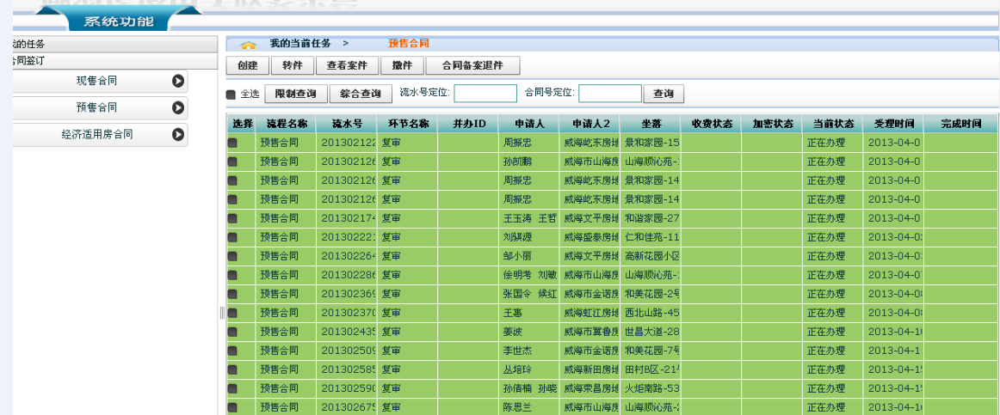 系统功能
我的任务
合同签订
现售合同
预售合同
经济适用房合同
我的当前任务 > 预售合同
创建 转件 查看案件 撤件 合同备案退件
全选 限制查询 综合查询 流水号定位: 合同号定位: 查询
选择 流程名称 流水号 环节名称 并办ID 申请人 申请人2 坐落 收费状态 加密状态 当前状态 受理时间 完成时间
预售合同 201302122 复审 周振忠 威海屹东房地 景和家园-15 正在办理 2013-04-0
预售合同 201302126 复审 孙凯鹏 威海市山海房 山海顺沁苑- 正在办理 2013-04-0
预售合同 201302126 复审 周振忠 威海屹东房地 景和家园-14 正在办理 2013-04-0
预售合同 201302126 复审 周振忠 威海屹东房地 景和家园-14 正在办理 2013-04-0
预售合同 201302174 复审 王玉涛 王哲 威海文平房地 和谐家园-27 正在办理 2013-04-0
预售合同 20130222 复审 刘骐源 威海盛泰房地 仁和佳苑-11 正在办理 2013-04-0
预售合同 201302264 复审 邹小丽 威海文平房地 高新花园小区 正在办理 2013-04-0
预售合同 201302286 复审 徐明考 刘敏 威海市山海房 山海顺沁苑- 正在办理 2013-04-0
预售合同 201302369 复审 张国令 候红 威海市金诺房 和美花园-2号 正在办理 2013-04-0
预售合同 201302370 复审 王惠 威海虹江房地 西北山路-45 正在办理 2013-04-0
预售合同 201302435 复审 姜波 威海市冀鲁房 世昌大道-28 正在办理 2013-04-1
预售合同 201302509 复审 李世杰 威海市金诺房 和美花园-7号 正在办理 2013-04-1
预售合同 201302585 复审 丛培玲 威海新田房地 田村B区-21 正在办理 2013-04-1
预售合同 201302590 复审 孙倩楠 孙晓 威海荣昌房地 火炬南路-53 正在办理 2013-04-1
预售合同 201302675 复审 陈思兰 威海市山海房 山海顺沁苑- 正在办理 2013-04-1